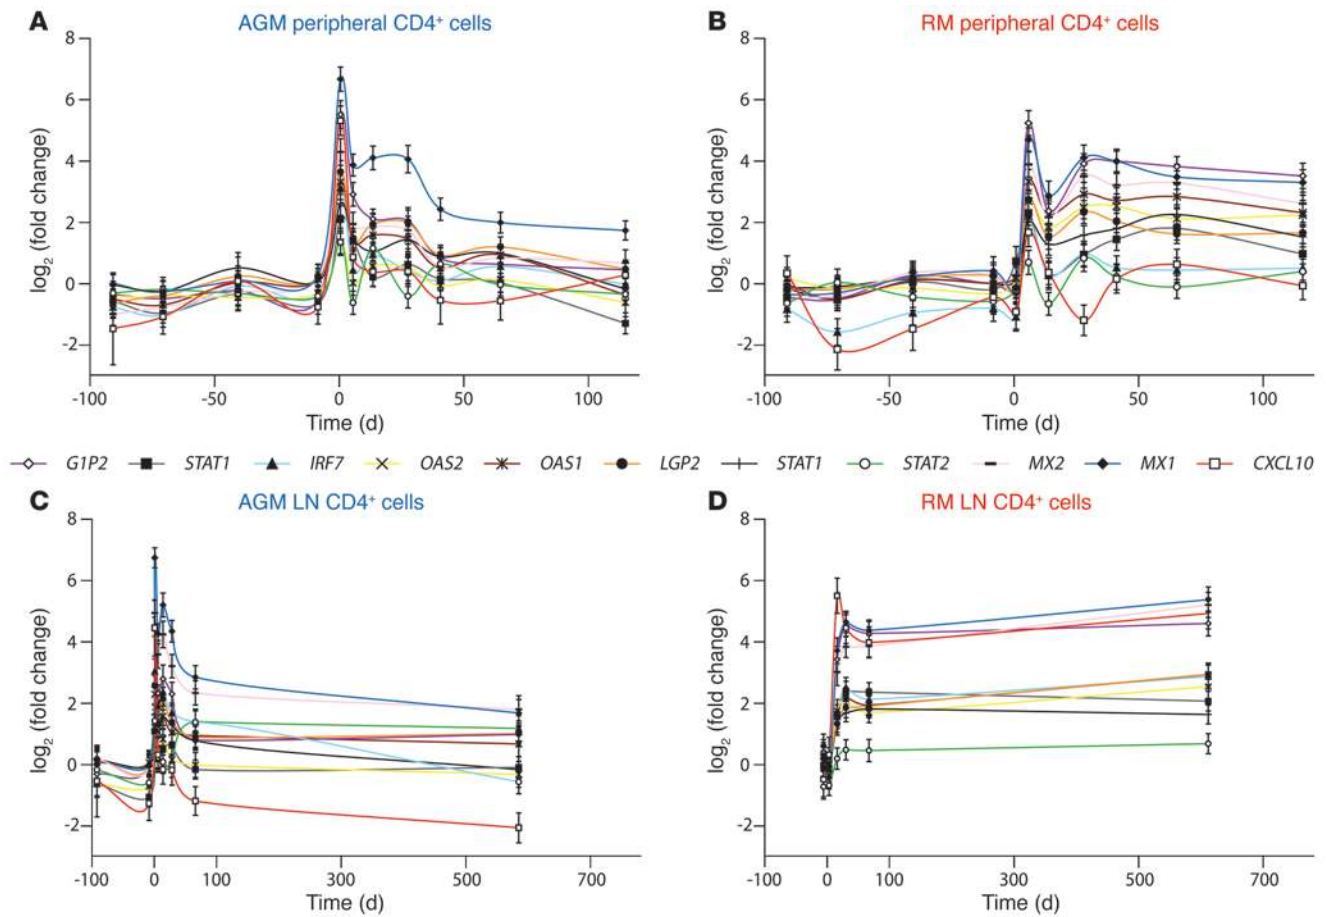 A AGM peripheral CD4+ cells
8
6
4
2
0
-2
log2 (fold change)
-100 -50 0 50 100
Time (d)
B RM peripheral CD4+ cells
8
6
4
2
0
-2
log2 (fold change)
-100 -50 0 50 100
Time (d)
G1P2 STAT1 IRF7 OAS2 OAS1 LGP2 STAT1 STAT2 MX2 MX1 CXCL10
C AGM LN CD4+ cells
8
6
4
2
0
-2
log2 (fold change)
-100 0 100 300 500 700
Time (d)
D RM LN CD4+ cells
8
6
4
2
0
-2
log2 (fold change)
-100 0 100 300 500 700
Time (d)